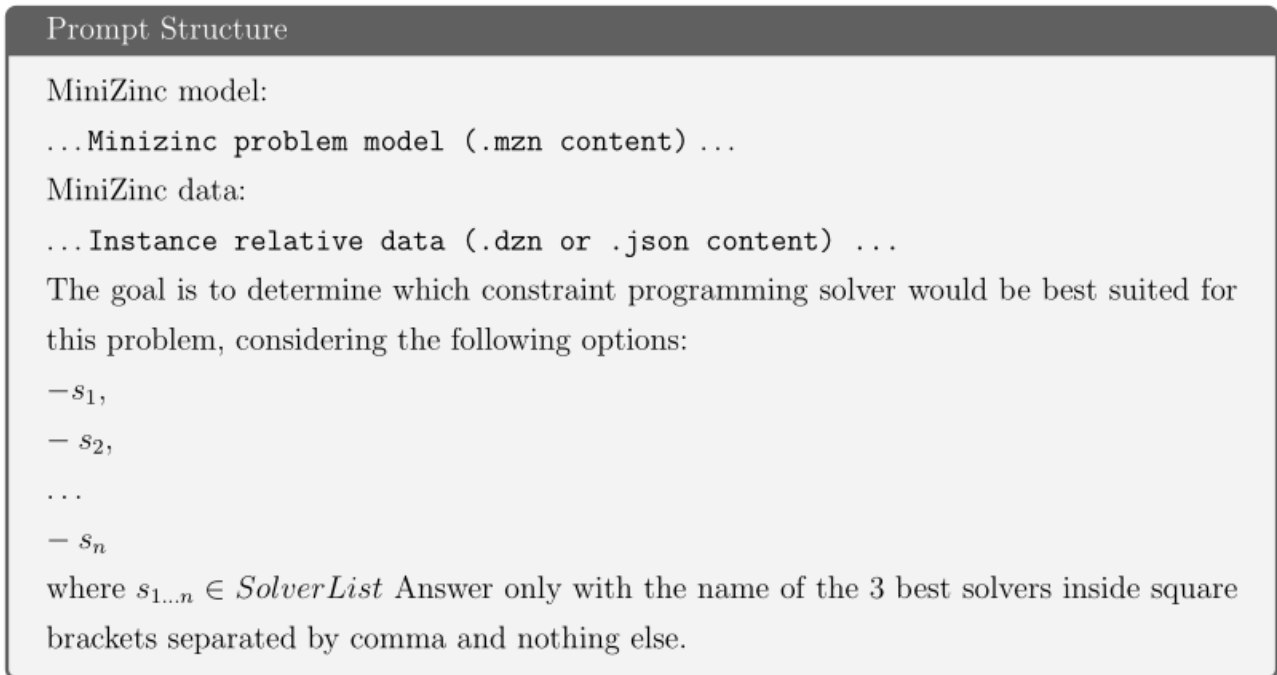 Prompt Structure
MiniZinc model:
...Minizinc problem model (.mzn content) ...
MiniZinc data:
...Instance relative data (.dzn or .json content) ...
The goal is to determine which constraint programming solver would be best suited for
this problem, considering the following options:
−s₁,
− s₂,
...
− sₙ
where s₁...ₙ ∈ SolverList Answer only with the name of the 3 best solvers inside square
brackets separated by comma and nothing else.